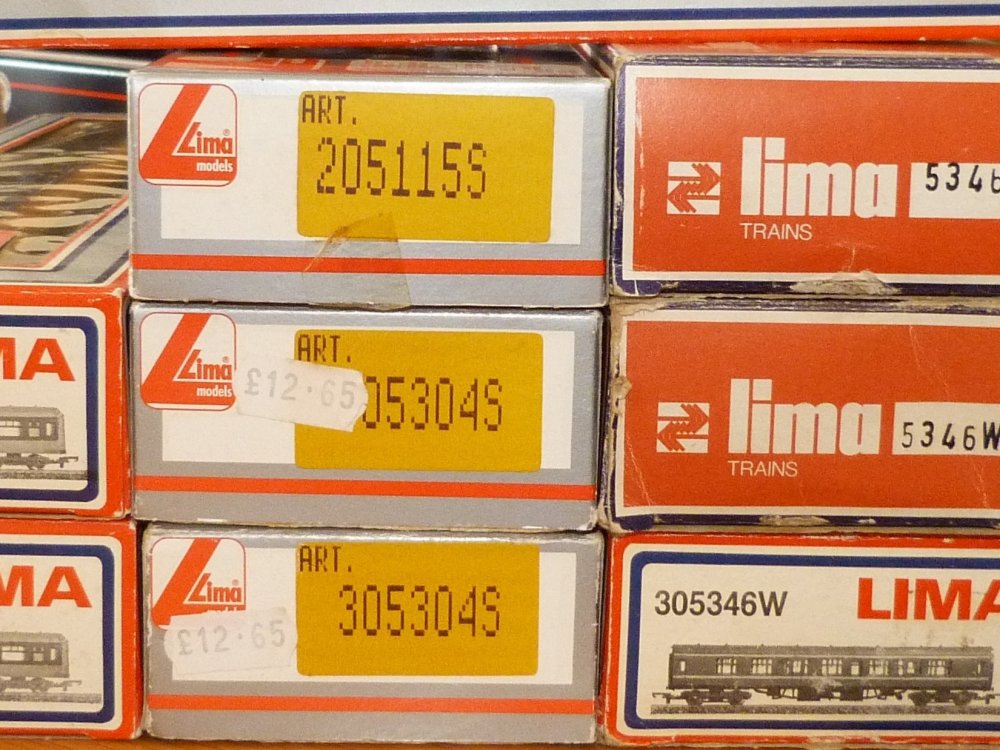 Lima
models
ART.
205115S
lima
TRAINS
5346
MA
Lima
models
£12.65
ART.
05304S
lima
TRAINS
5346W
MA
Lima
£12.65
ART.
305304S
305346W
LIMA